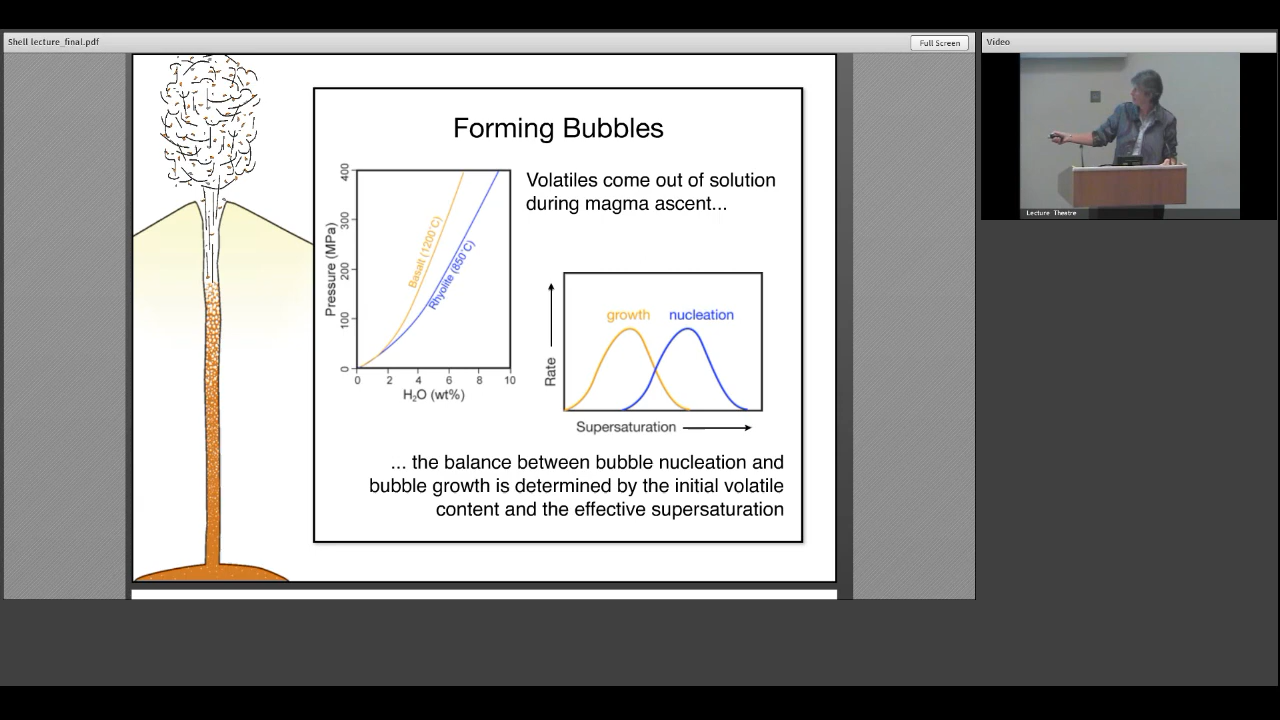 Shell lecture_final.pdf
Full Screen
Video
Lecture Theatre
Forming Bubbles
Volatiles come out of solution
during magma ascent...
Pressure (MPa)
400
300
200
100
0
Basalt (1200˚C)
Rhyolite (850˚C)
0 2 4 6 8 10
H₂O (wt%)
growth nucleation
Rate
Supersaturation
... the balance between bubble nucleation and
bubble growth is determined by the initial volatile
content and the effective supersaturation